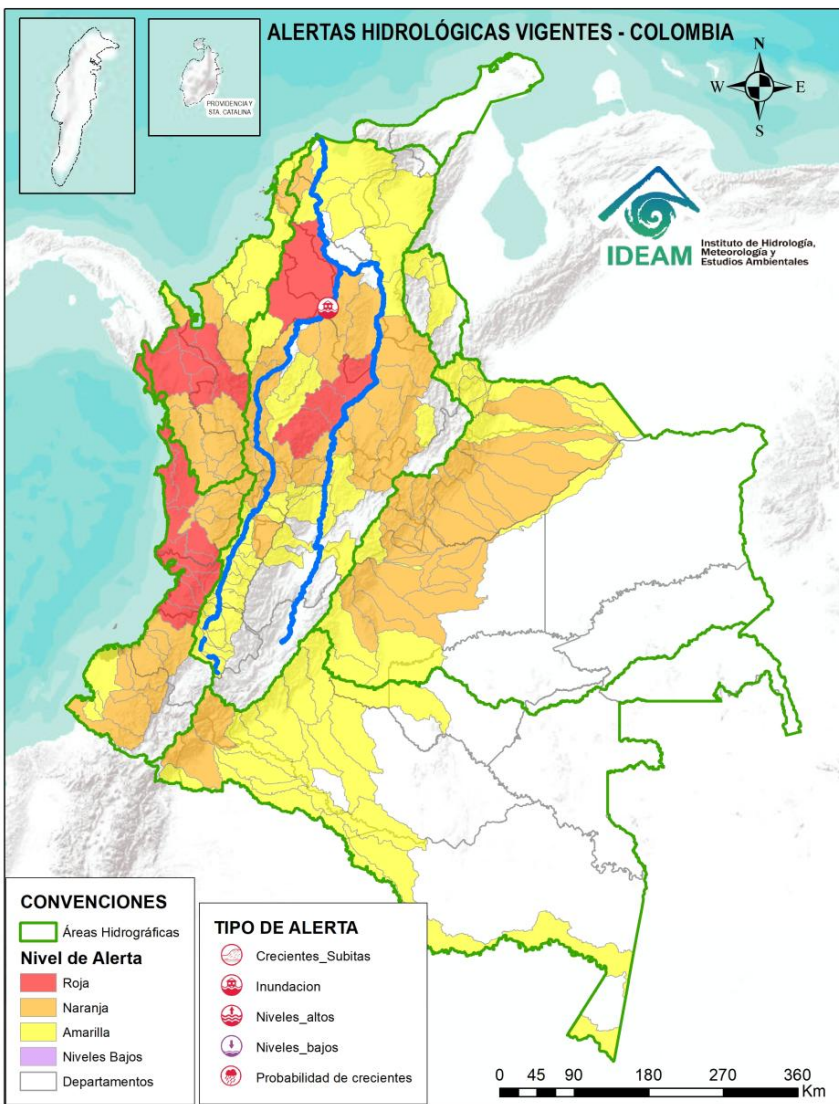 ALERTAS HIDROLÓGICAS VIGENTES - COLOMBIA
PROVIDENCIA Y
STA. CATALINA
N
W
E
S
IDEAM
Instituto de Hidrología,
Meteorología y
Estudios Ambientales
CONVENCIONES
Áreas Hidrográficas
Nivel de Alerta
Roja
Naranja
Amarilla
Niveles Bajos
Departamentos
TIPO DE ALERTA
Crecientes_Subitas
Inundacion
Niveles_altos
Niveles_bajos
Probabilidad de crecientes
0 45 90 180 270 360
Km